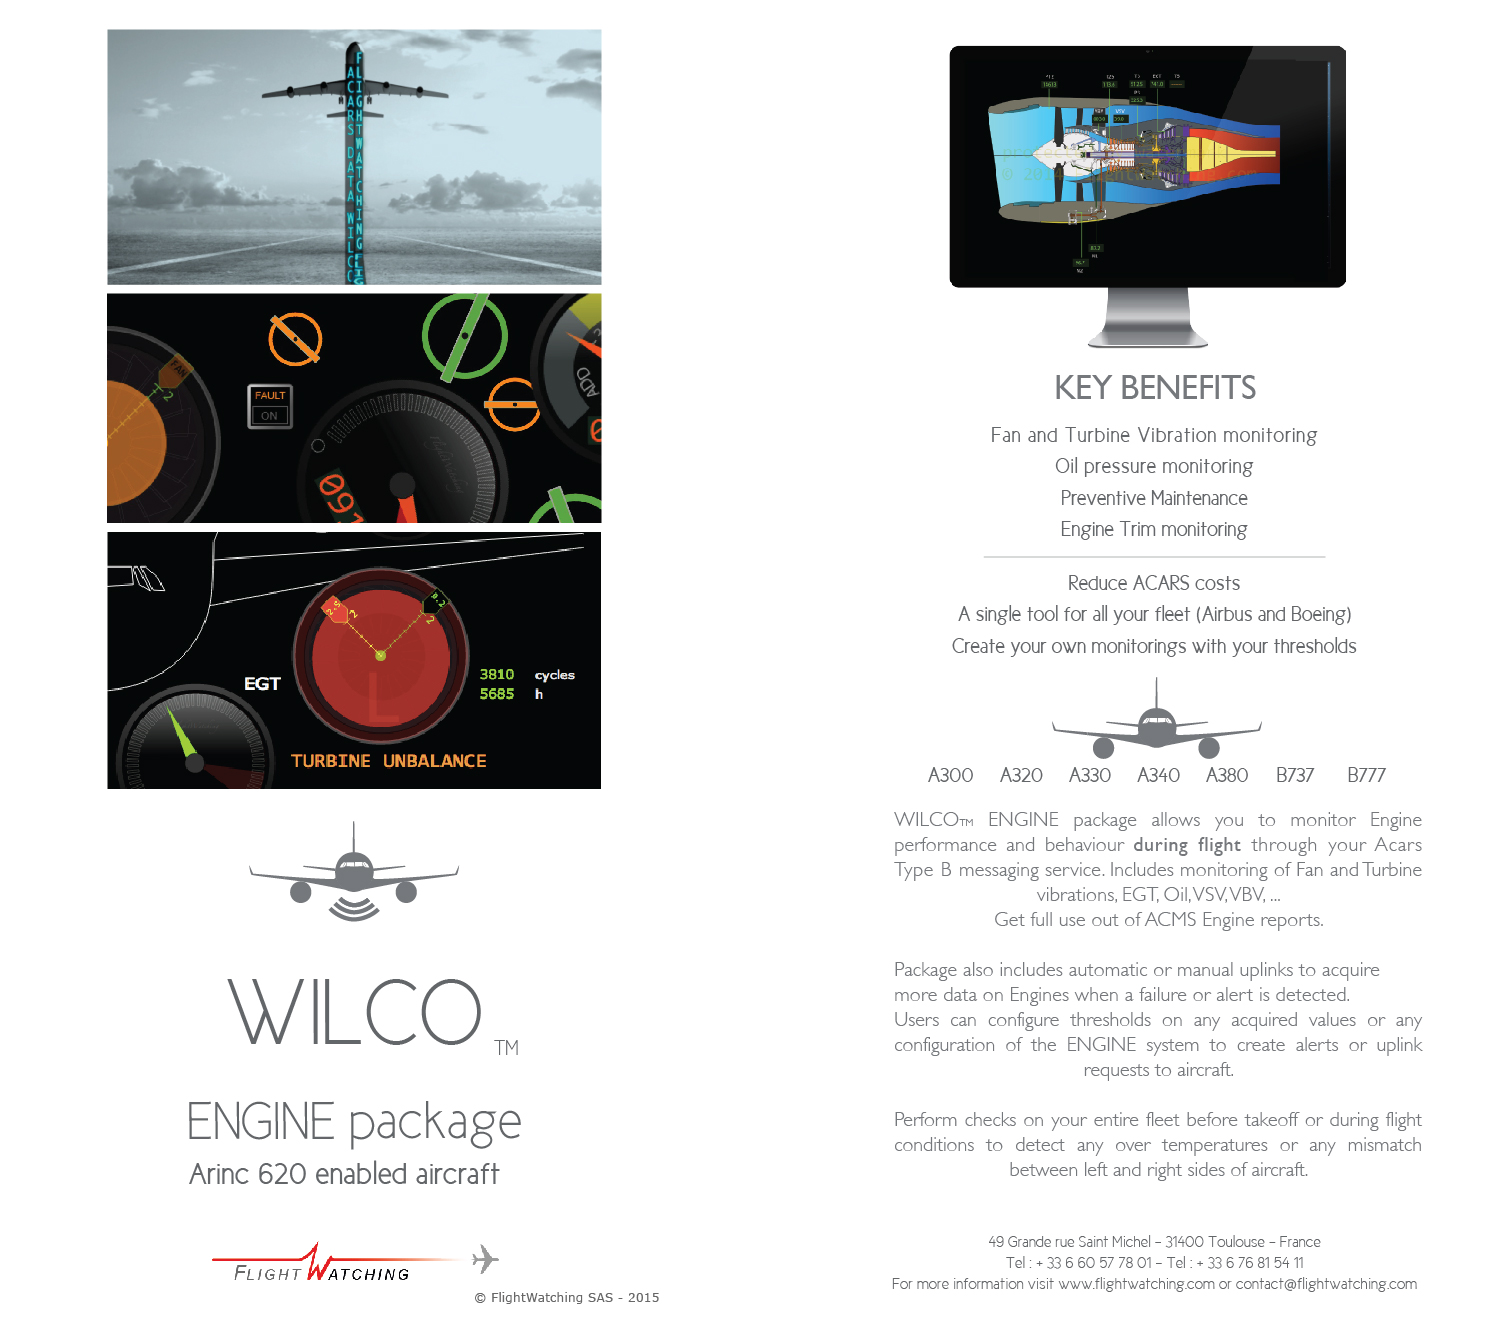 FLIGHTWATCHING FLIG
ACARS DATA WILCO
FAN
2
FAULT
ON
091
ADD
EGT
2.5
2
2
L
3810 cycles
5685 h
TURBINE UNBALANCE
WILCO TM
ENGINE package
Arinc 620 enabled aircraft
FLIGHT WATCHING
© FlightWatching SAS - 2015
KEY BENEFITS
Fan and Turbine Vibration monitoring
Oil pressure monitoring
Preventive Maintenance
Engine Trim monitoring
Reduce ACARS costs
A single tool for all your fleet (Airbus and Boeing)
Create your own monitorings with your thresholds
A300 A320 A330 A340 A380 B737 B777
WILCO™ ENGINE package allows you to monitor Engine
performance and behaviour during flight through your Acars
Type B messaging service. Includes monitoring of Fan and Turbine
vibrations, EGT, Oil, VSV, VBV, ...
Get full use out of ACMS Engine reports.
Package also includes automatic or manual uplinks to acquire
more data on Engines when a failure or alert is detected.
Users can configure thresholds on any acquired values or any
configuration of the ENGINE system to create alerts or uplink
requests to aircraft.
Perform checks on your entire fleet before takeoff or during flight
conditions to detect any over temperatures or any mismatch
between left and right sides of aircraft.
49 Grande rue Saint Michel - 31400 Toulouse - France
Tel : + 33 6 60 57 78 01 - Tel : + 33 6 76 81 54 11
For more information visit www.flightwatching.com or contact@flightwatching.com